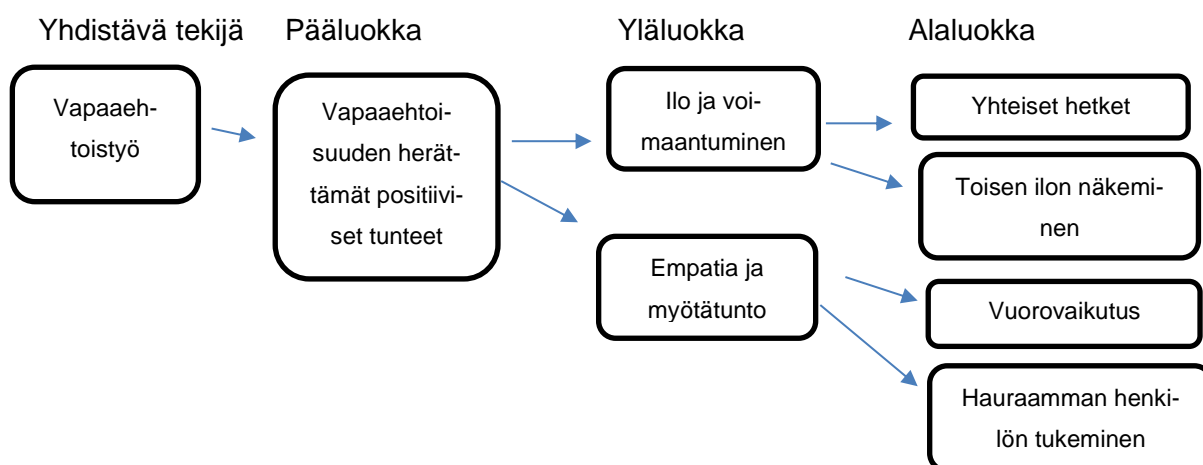 Yhdistävä tekijä Pääluokka Yläluokka Alaluokka
Vapaaeh-
toistyö
Vapaaehtoi-
suuden herät-
tämät positiivi-
set tunteet
Ilo ja voi-
maantuminen
Empatia ja
myötätunto
Yhteiset hetket
Toisen ilon näkemi-
nen
Vuorovaikutus
Hauraamman henki-
lön tukeminen